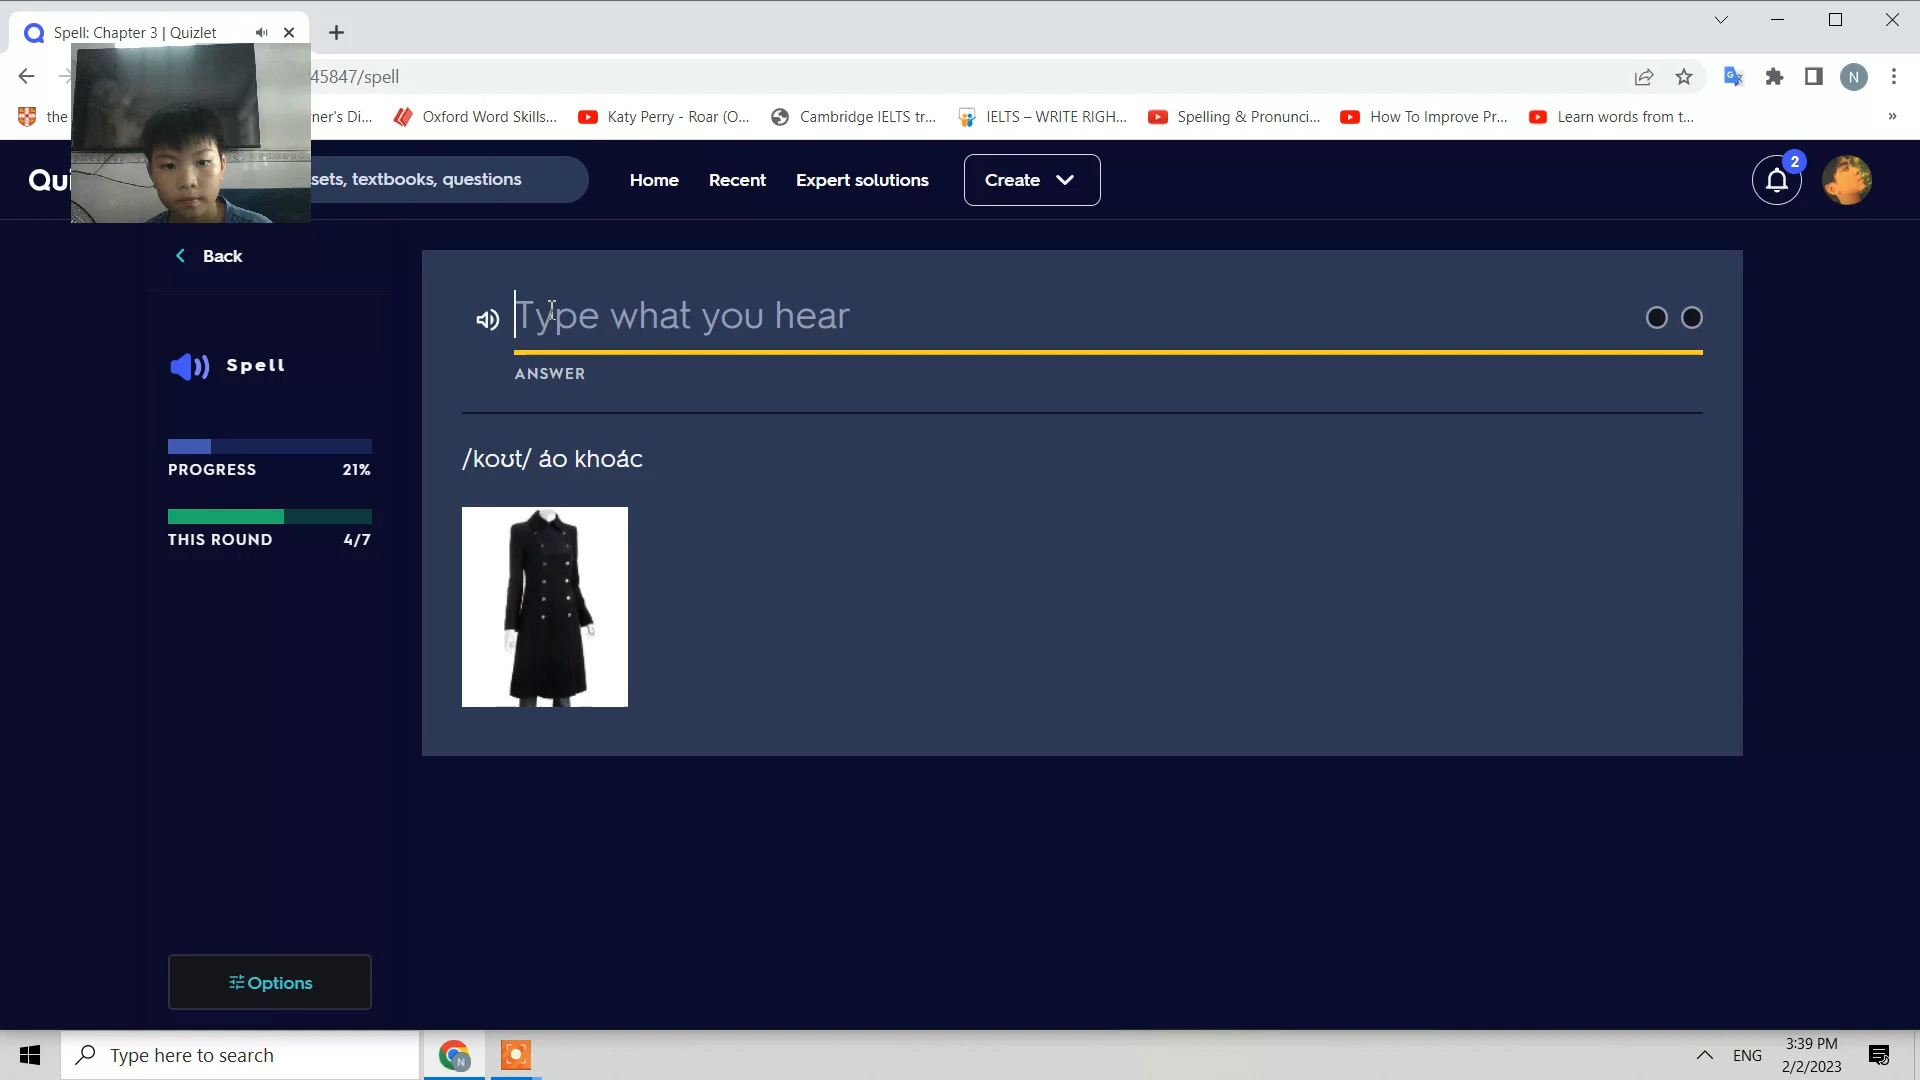 Spell: Chapter 3 | Quizlet
45847/spell
the
ner's Di...
Oxford Word Skills...
Katy Perry - Roar (O...
Cambridge IELTS tr...
IELTS – WRITE RIGH...
Spelling & Pronunci...
How To Improve Pr...
Learn words from t...
»
N
Qui
sets, textbooks, questions
Home
Recent
Expert solutions
Create
2
Back
Spell
PROGRESS 21%
THIS ROUND 4/7
Options
Type what you hear
ANSWER
/koʊt/ áo khoác
Type here to search
N
ENG
3:39 PM
2/2/2023